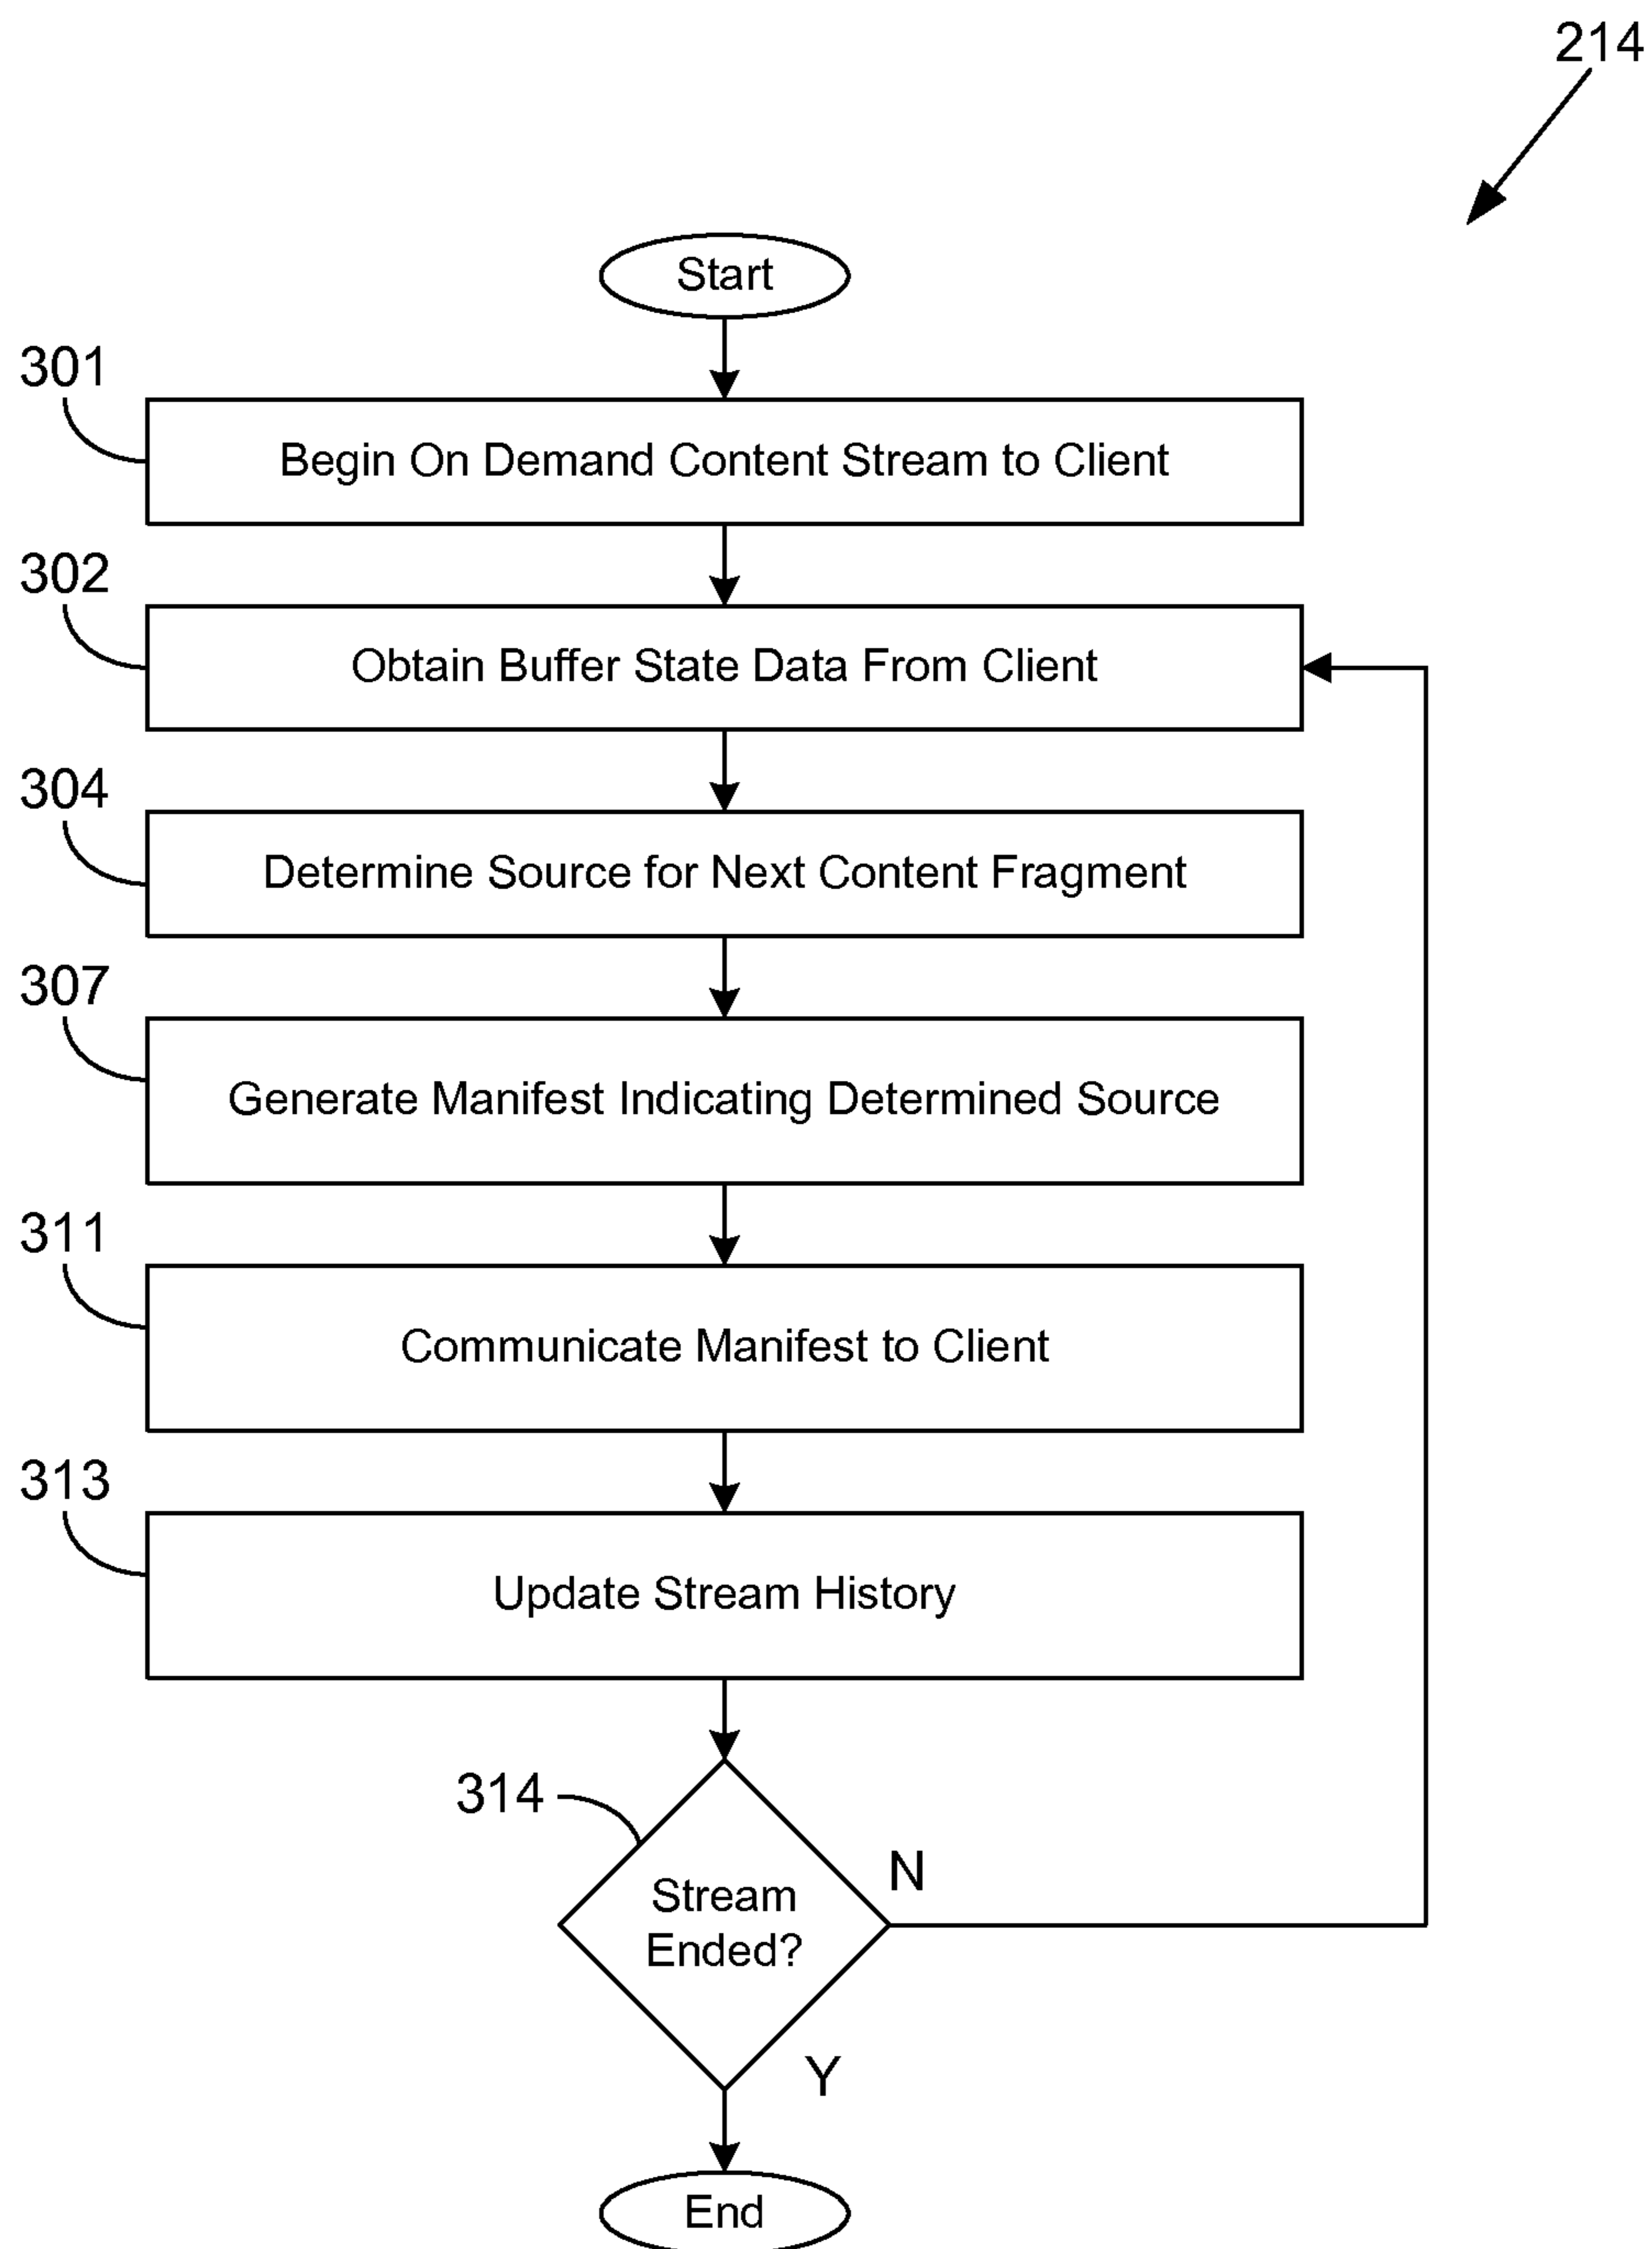 214
Start
301
Begin On Demand Content Stream to Client
302
Obtain Buffer State Data From Client
304
Determine Source for Next Content Fragment
307
Generate Manifest Indicating Determined Source
311
Communicate Manifest to Client
313
Update Stream History
314
Stream
Ended?
N
Y
End